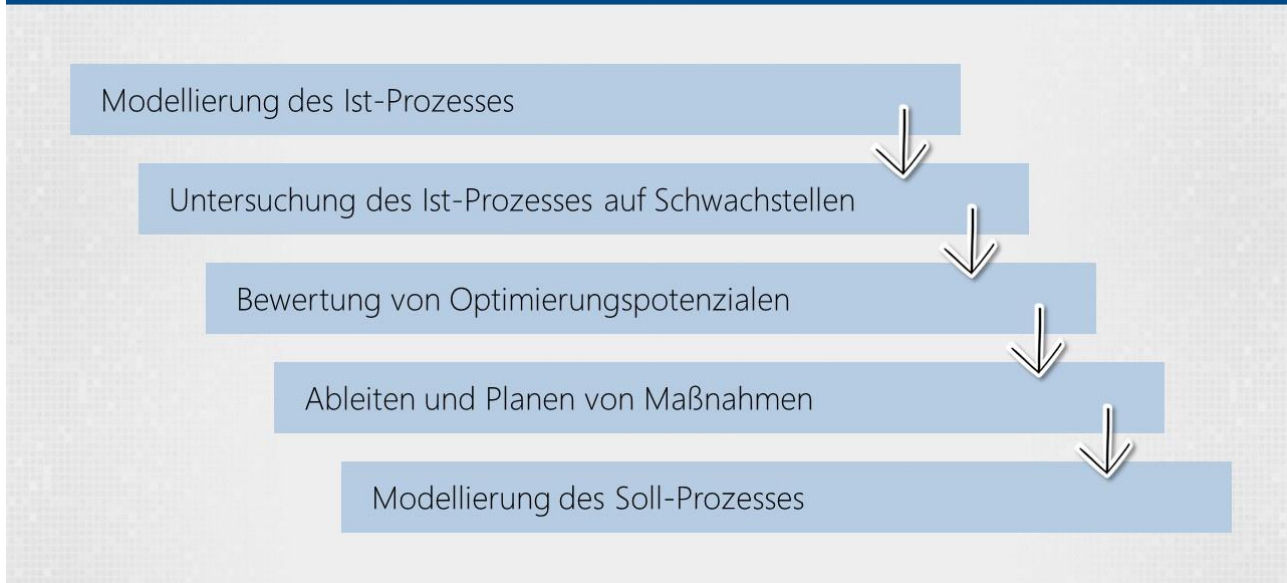 Modellierung des Ist-Prozesses
Untersuchung des Ist-Prozesses auf Schwachstellen
Bewertung von Optimierungspotenzialen
Ableiten und Planen von Maßnahmen
Modellierung des Soll-Prozesses